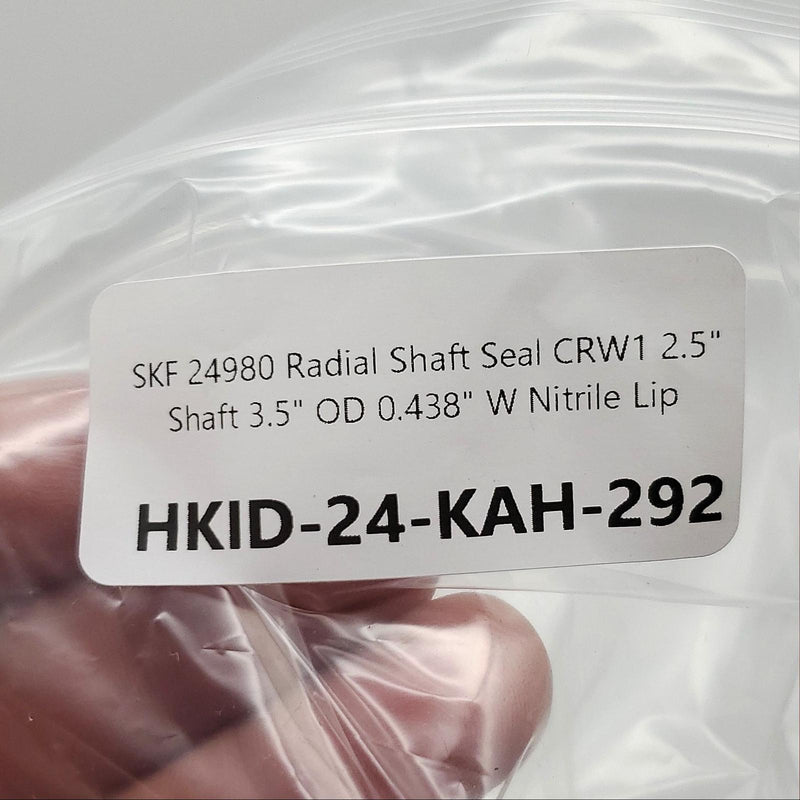 SKF 24980 Radial Shaft Seal CRW1 2.5"
Shaft 3.5" OD 0.438" W Nitrile Lip
HKID-24-KAH-292